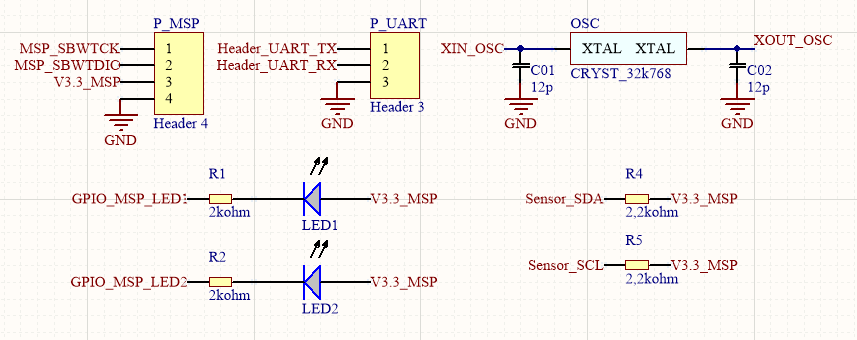 P_MSP
MSP_SBWTCK 1
MSP_SBWTDIO 2
V3.3_MSP 3
4
GND
Header 4
P_UART
Header_UART_TX 1
Header_UART_RX 2
3
GND
Header 3
OSC
XIN_OSC XTAL XTAL XOUT_OSC
CRYST_32k768
C01
12p
GND
C02
12p
GND
R1
GPIO_MSP_LED1 V3.3_MSP
2kohm
LED1
R2
GPIO_MSP_LED2 V3.3_MSP
2kohm
LED2
R4
Sensor_SDA V3.3_MSP
2,2kohm
R5
Sensor_SCL V3.3_MSP
2,2kohm